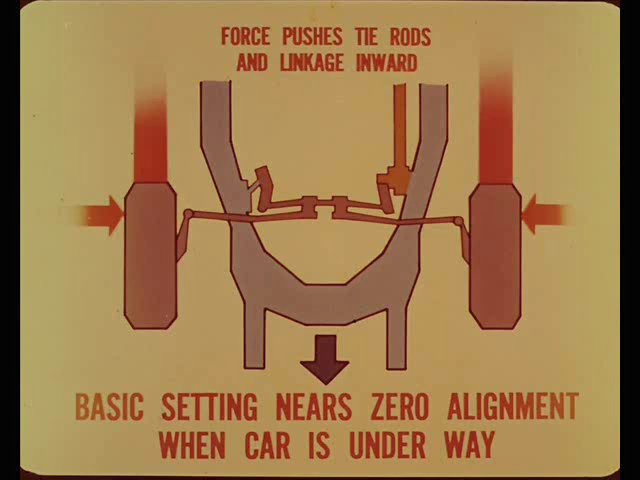 FORCE PUSHES TIE RODS
AND LINKAGE INWARD
BASIC SETTING NEARS ZERO ALIGNMENT
WHEN CAR IS UNDER WAY